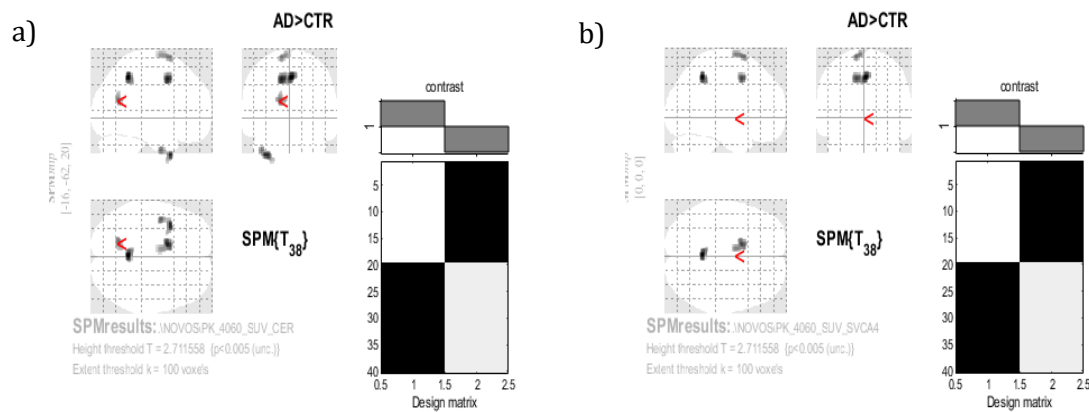 a)
AD>CTR
SPMmip
[-16, -62, 20]
<
<
<
SPM{T38}
SPMresults: .\NOVOS\PK_4060_SUV_CER
Height threshold T = 2.711558 {p<0.005 (unc.)}
Extent threshold k = 100 voxels
contrast
1
5
10
15
20
25
30
35
40
0.5 1 1.5 2 2.5
Design matrix
b)
AD>CTR
[0, 0, 0]
<
<
<
SPM{T38}
SPMresults: .\NOVOS\PK_4060_SUV_SVCA4
Height threshold T = 2.711558 {p<0.005 (unc.)}
Extent threshold k = 100 voxels
contrast
1
5
10
15
20
25
30
35
40
0.5 1 1.5 2 2.5
Design matrix